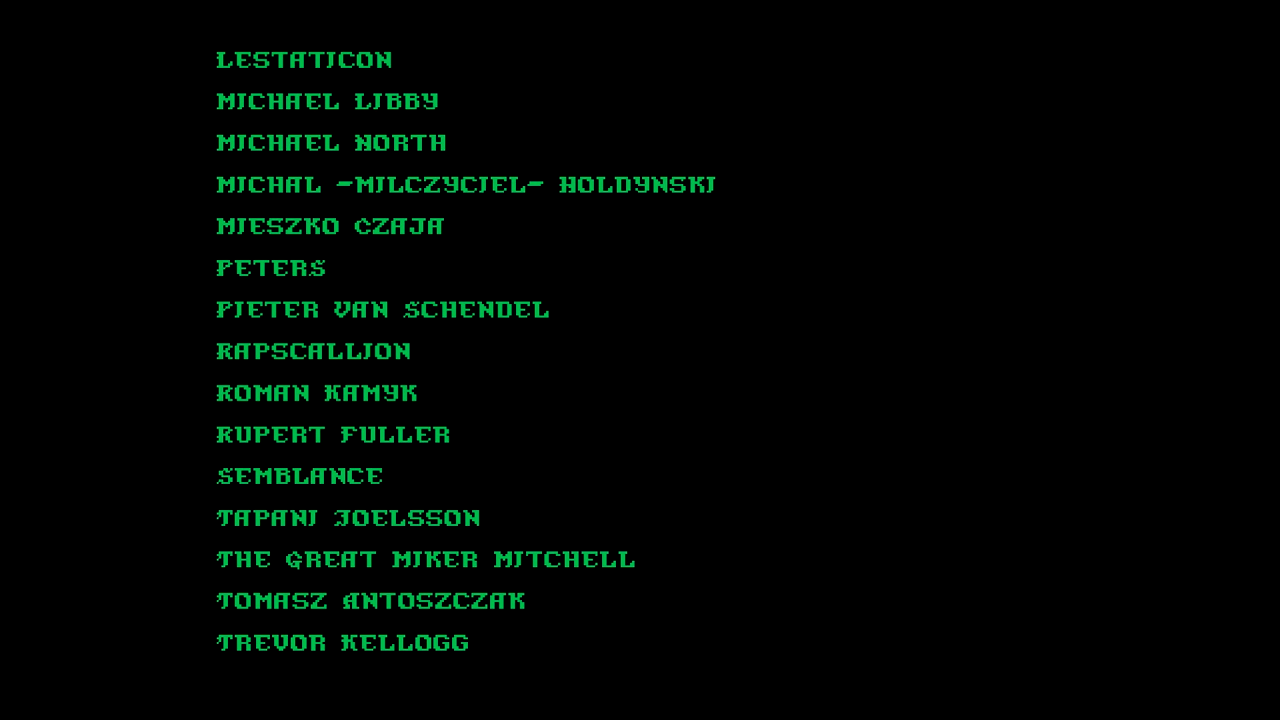 LESTATICON
MICHAEL LIBBY
MICHAEL NORTH
MICHAL -MILCZYCIEL- HOLDYNSKI
MIESZKO CZAJA
PETERS
PIETER VAN SCHENDEL
RAPSCALLION
ROMAN KAMYK
RUPERT FULLER
SEMBLANCE
TAPANI JOELSSON
THE GREAT MIKER MITCHELL
TOMASZ ANTOSZCZAK
TREVOR KELLOGG